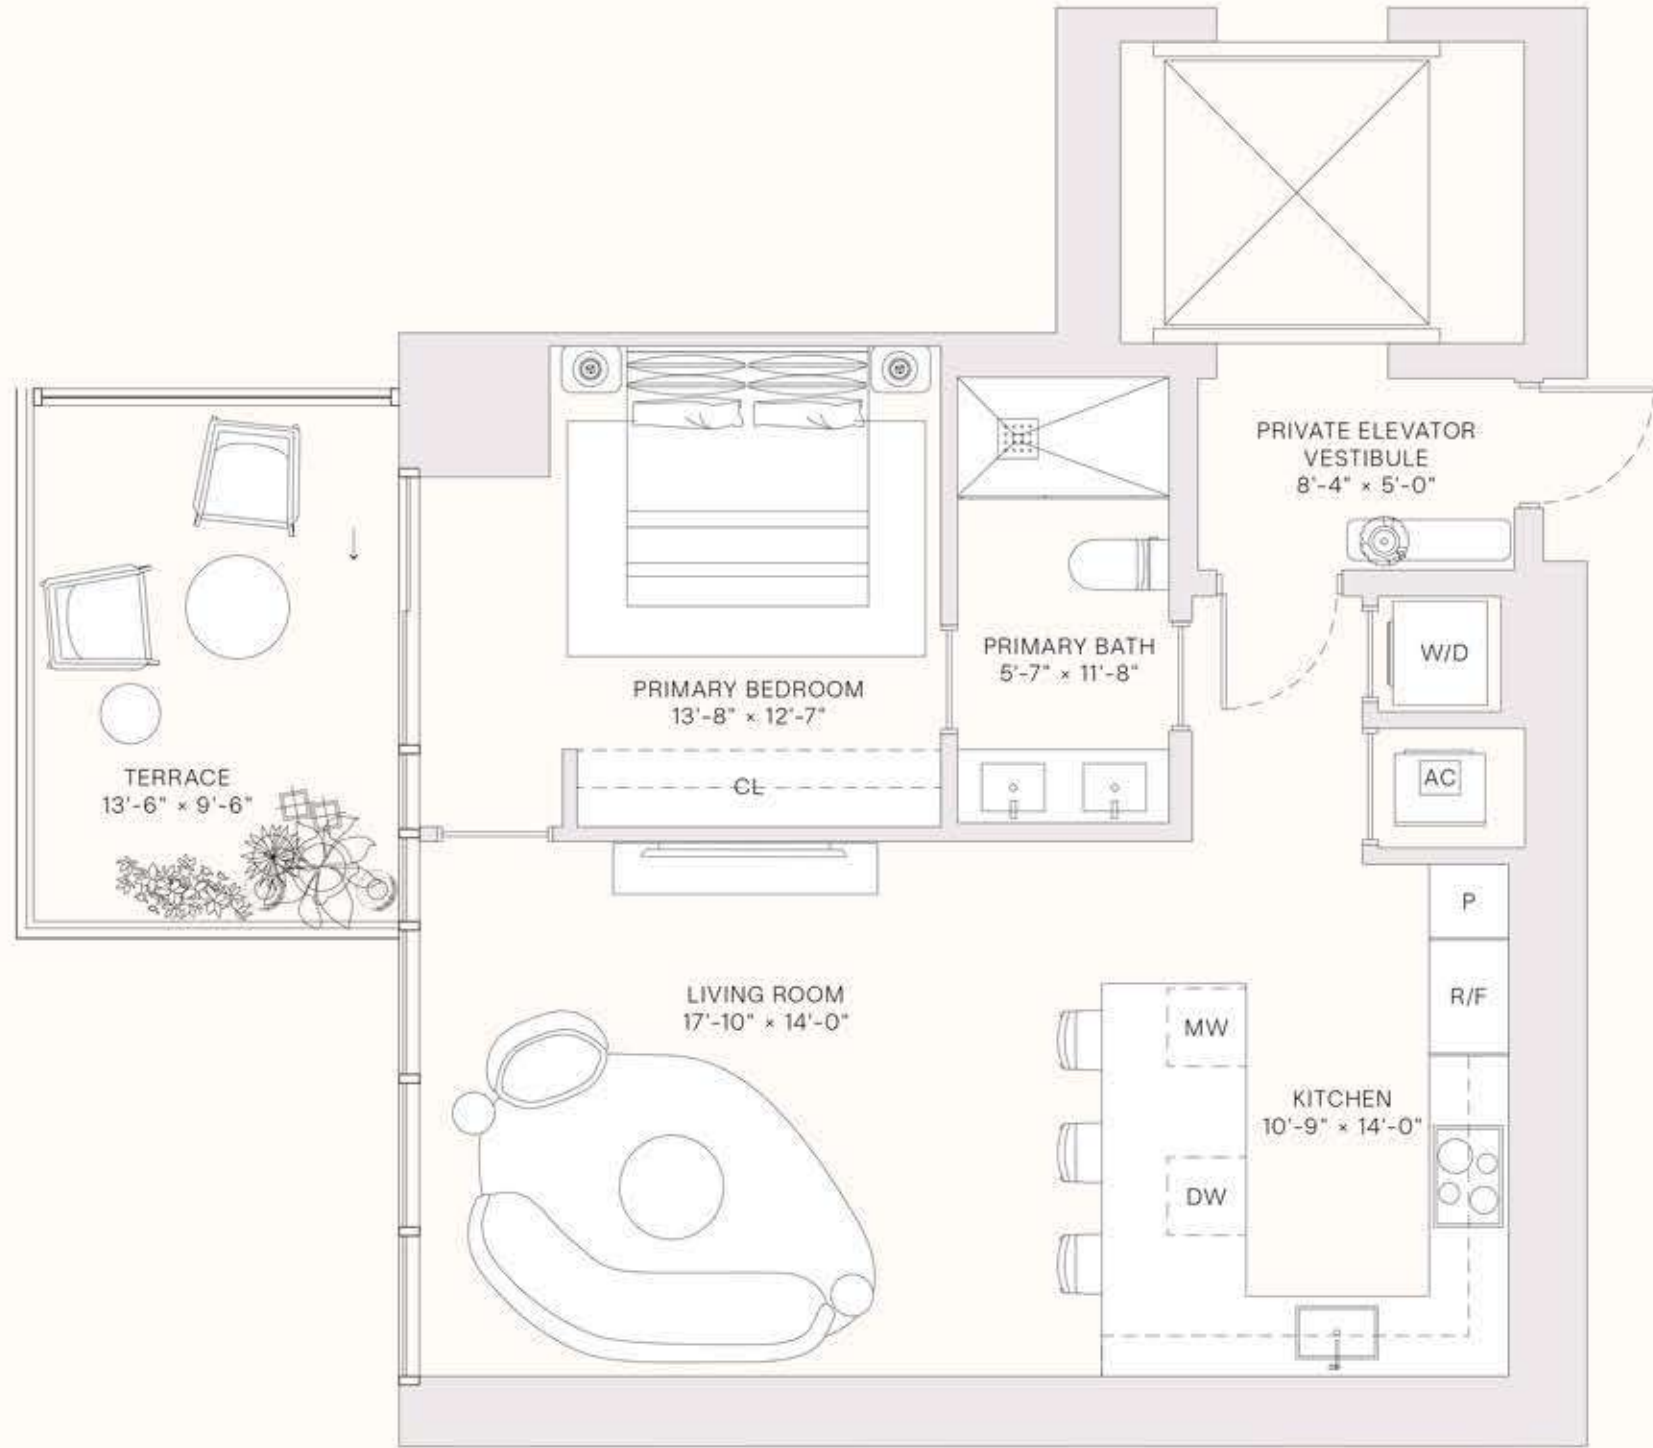 PRIVATE ELEVATOR
VESTIBULE
8'-4" × 5'-0"
PRIMARY BATH
5'-7" × 11'-8"
W/D
PRIMARY BEDROOM
13'-8" × 12'-7"
TERRACE
13'-6" × 9'-6"
CL
AC
P
LIVING ROOM
17'-10" × 14'-0"
R/F
MW
KITCHEN
10'-9" × 14'-0"
DW